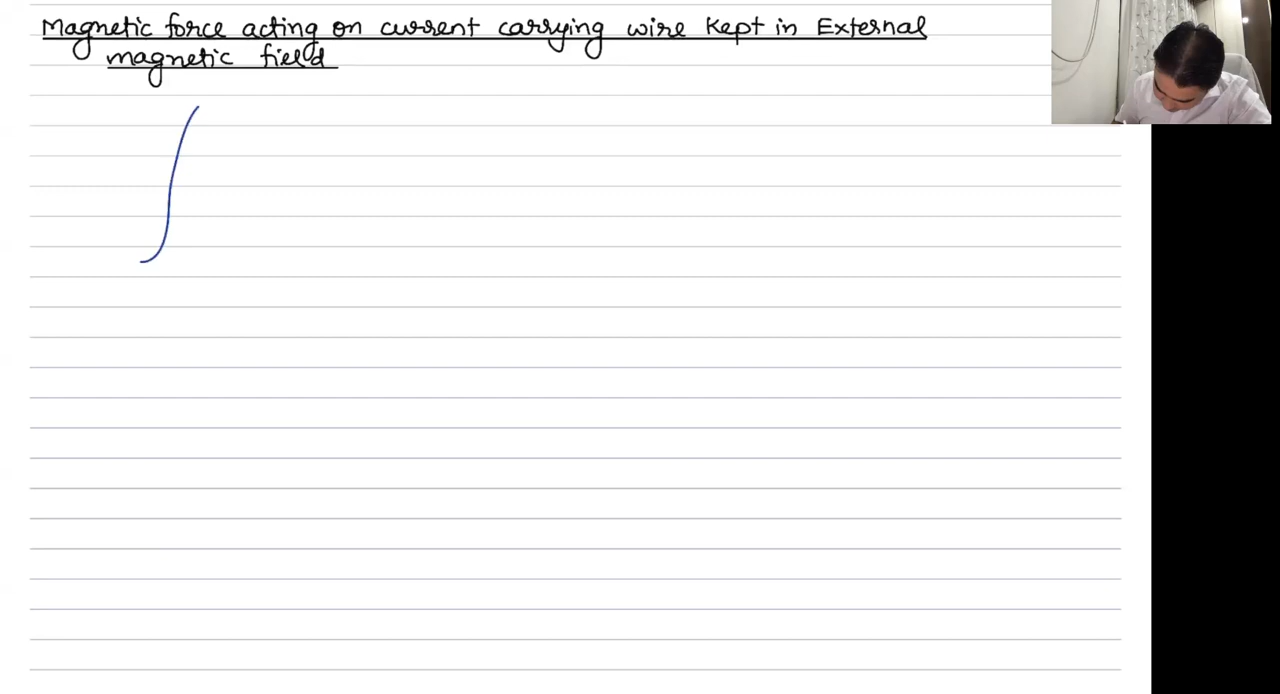 Magnetic force acting on current carrying wire Kept in External
magnetic field